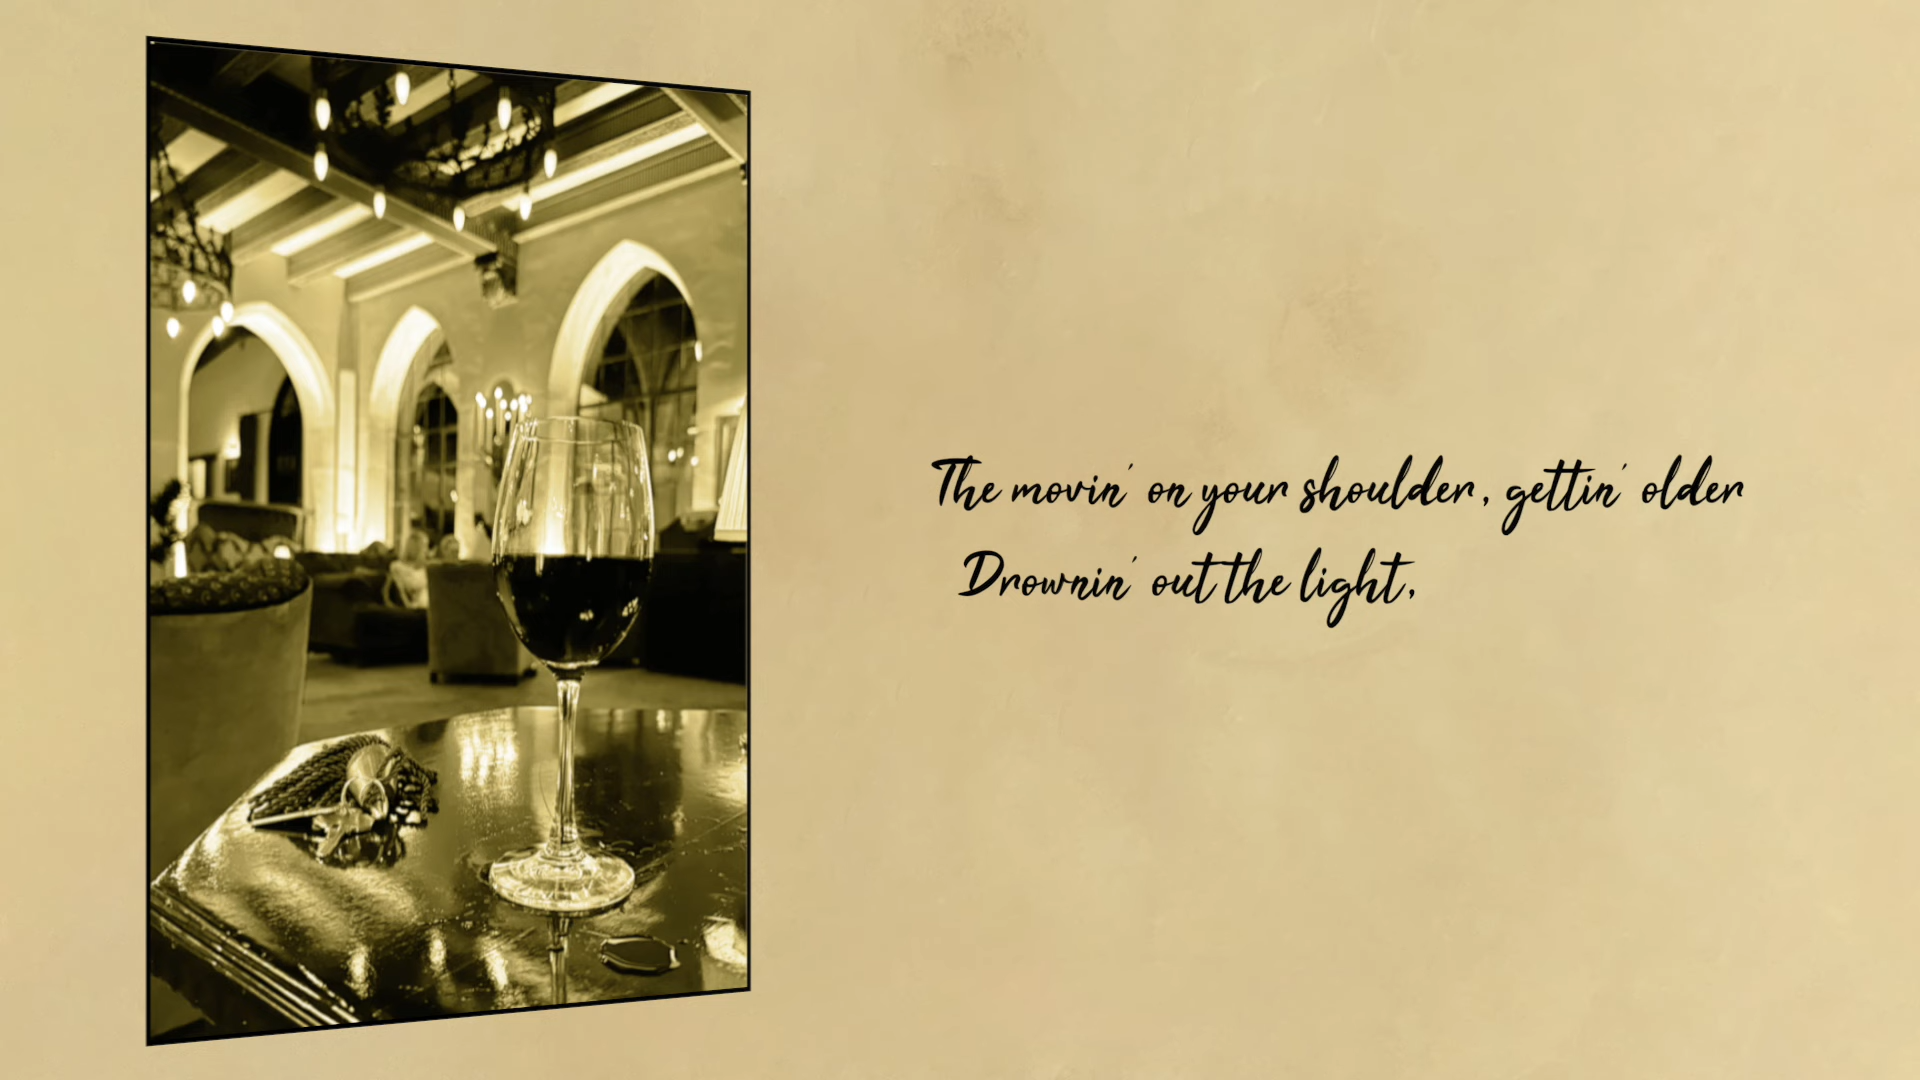 The movin' on your shoulder, gettin' older
Drownin' out the light,